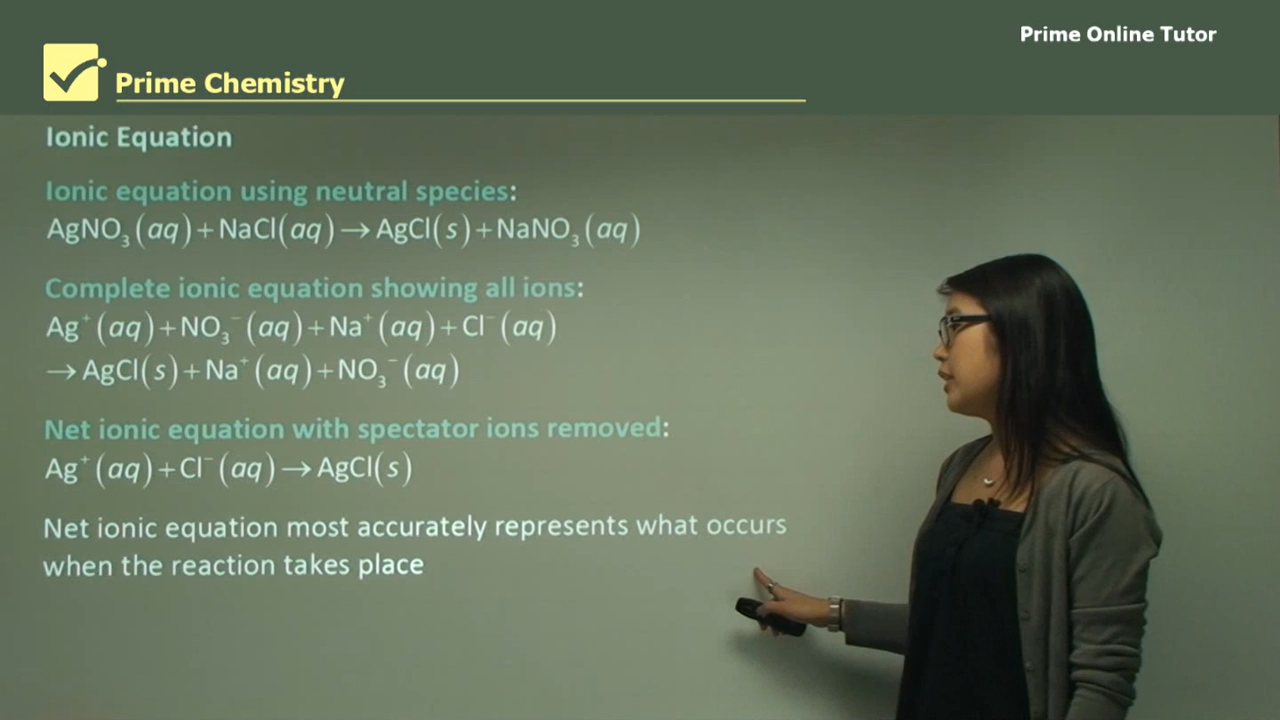 Prime Online Tutor
Prime Chemistry
Ionic Equation
Ionic equation using neutral species:
AgNO₃(aq)+NaCl(aq)→AgCl(s)+NaNO₃(aq)
Complete ionic equation showing all ions:
Ag⁺(aq)+NO₃⁻(aq)+Na⁺(aq)+Cl⁻(aq)
→AgCl(s)+Na⁺(aq)+NO₃⁻(aq)
Net ionic equation with spectator ions removed:
Ag⁺(aq)+Cl⁻(aq)→AgCl(s)
Net ionic equation most accurately represents what occurs
when the reaction takes place